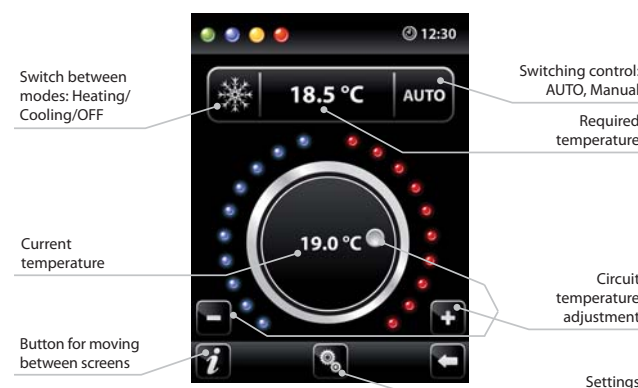 12:30
18.5 °C
AUTO
19.0 °C
-
+
i
Switch between
modes: Heating/
Cooling/OFF
Current
temperature
Button for moving
between screens
Switching control:
AUTO, Manual
Required
temperature
Circuit
temperature
adjustment
Settings